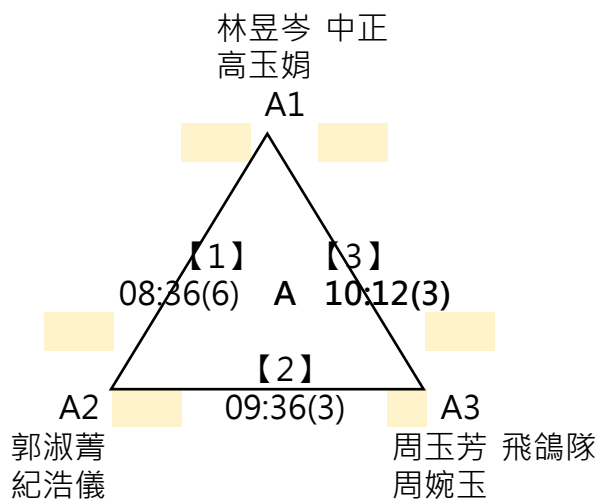 林昱岑 中正
高玉娟
A1
【1】
【3】
08:36(6)
A
10:12(3)
【2】
A2
09:36(3)
A3
郭淑菁
紀浩儀
周玉芳 飛鴿隊
周婉玉